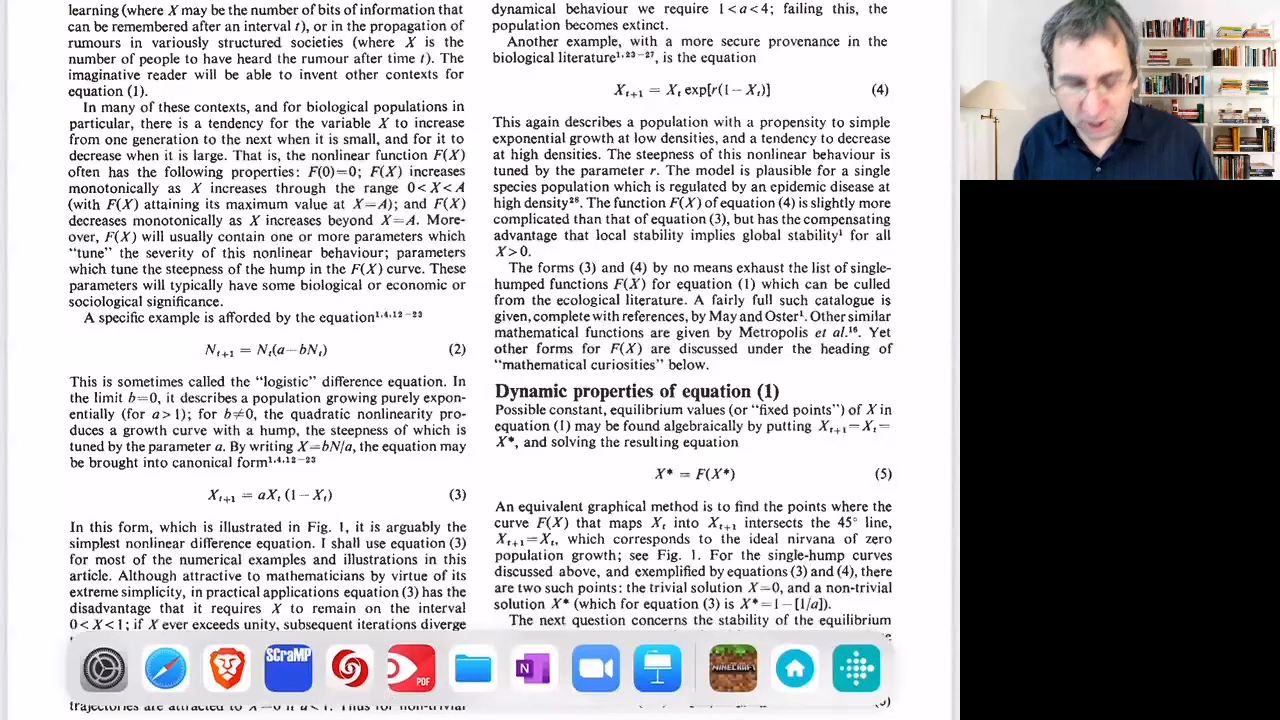 learning (where X may be the number of bits of information that
can be remembered after an interval t), or in the propagation of
rumours in variously structured societies (where X is the
number of people to have heard the rumour after time t). The
imaginative reader will be able to invent other contexts for
equation (1).
In many of these contexts, and for biological populations in
particular, there is a tendency for the variable X to increase
from one generation to the next when it is small, and for it to
decrease when it is large. That is, the nonlinear function F(X)
often has the following properties: F(0)=0; F(X) increases
monotonically as X increases through the range 0<X<A
(with F(X) attaining its maximum value at X=A); and F(X)
decreases monotonically as X increases beyond X=A. More-
over, F(X) will usually contain one or more parameters which
"tune" the severity of this nonlinear behaviour; parameters
which tune the steepness of the hump in the F(X) curve. These
parameters will typically have some biological or economic or
sociological significance.
A specific example is afforded by the equation¹,⁴,¹²⁻²³
Nₜ₊₁ = Nₜ(a−bNₜ) (2)
This is sometimes called the "logistic" difference equation. In
the limit b=0, it describes a population growing purely expon-
entially (for a>1); for b≠0, the quadratic nonlinearity pro-
duces a growth curve with a hump, the steepness of which is
tuned by the parameter a. By writing X=bN/a, the equation may
be brought into canonical form¹,⁴,¹²⁻²³
Xₜ₊₁ = aXₜ (1−Xₜ) (3)
In this form, which is illustrated in Fig. 1, it is arguably the
simplest nonlinear difference equation. I shall use equation (3)
for most of the numerical examples and illustrations in this
article. Although attractive to mathematicians by virtue of its
extreme simplicity, in practical applications equation (3) has the
disadvantage that it requires X to remain on the interval
0<X<1; if X ever exceeds unity, subsequent iterations diverge
trajectories are attracted to X=0 if a<1. Thus for non-trivial
dynamical behaviour we require 1<a<4; failing this, the
population becomes extinct.
Another example, with a more secure provenance in the
biological literature¹,²³⁻²⁷, is the equation
Xₜ₊₁ = Xₜ exp[r(1−Xₜ)] (4)
This again describes a population with a propensity to simple
exponential growth at low densities, and a tendency to decrease
at high densities. The steepness of this nonlinear behaviour is
tuned by the parameter r. The model is plausible for a single
species population which is regulated by an epidemic disease at
high density²⁸. The function F(X) of equation (4) is slightly more
complicated than that of equation (3), but has the compensating
advantage that local stability implies global stability¹ for all
X>0.
The forms (3) and (4) by no means exhaust the list of single-
humped functions F(X) for equation (1) which can be culled
from the ecological literature. A fairly full such catalogue is
given, complete with references, by May and Oster¹. Other similar
mathematical functions are given by Metropolis et al.¹⁶. Yet
other forms for F(X) are discussed under the heading of
"mathematical curiosities" below.
Dynamic properties of equation (1)
Possible constant, equilibrium values (or "fixed points") of X in
equation (1) may be found algebraically by putting Xₜ₊₁=Xₜ=
X*, and solving the resulting equation
X* = F(X*) (5)
An equivalent graphical method is to find the points where the
curve F(X) that maps Xₜ into Xₜ₊₁ intersects the 45° line,
Xₜ₊₁=Xₜ, which corresponds to the ideal nirvana of zero
population growth; see Fig. 1. For the single-hump curves
discussed above, and exemplified by equations (3) and (4), there
are two such points: the trivial solution X=0, and a non-trivial
solution X* (which for equation (3) is X*=1−[1/a]).
The next question concerns the stability of the equilibrium
ScraMP
PDF
N
MINECRAFT